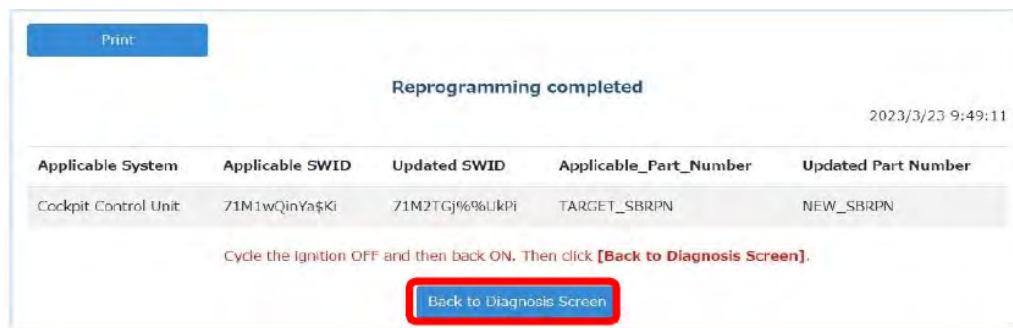 Print
Reprogramming completed
2023/3/23 9:49:11
Applicable System Applicable SWID Updated SWID Applicable_Part_Number Updated Part Number
Cockpit Control Unit 71M1wQinYa$Ki 71M2TGj%%UkPi TARGET_SBRPN NEW_SBRPN
Cycle the Ignition OFF and then back ON. Then click [Back to Diagnosis Screen].
Back to Diagnosis Screen